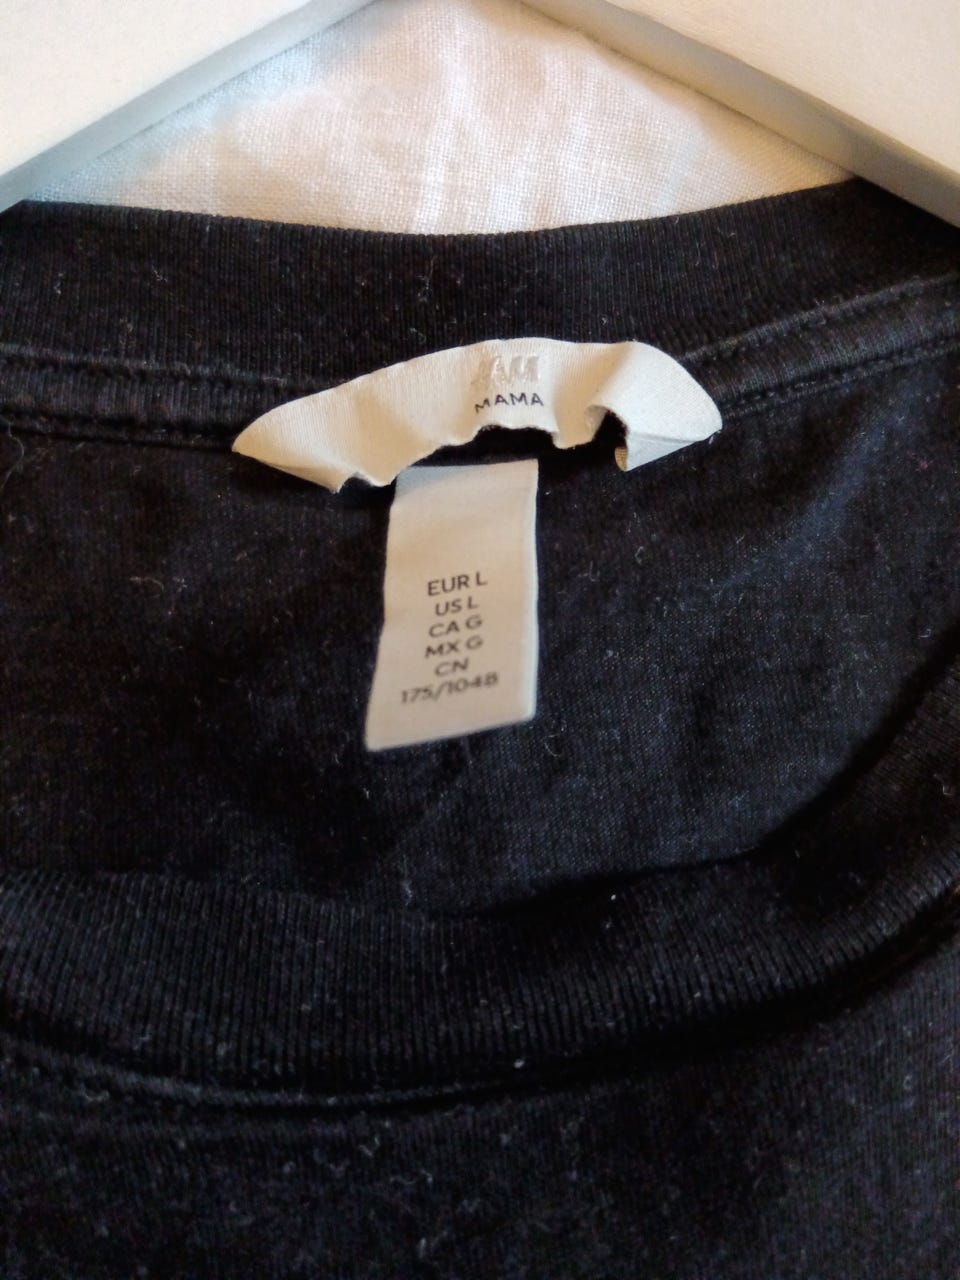 MAMA
EUR L
US L
CA G
MX G
CN
175/104B